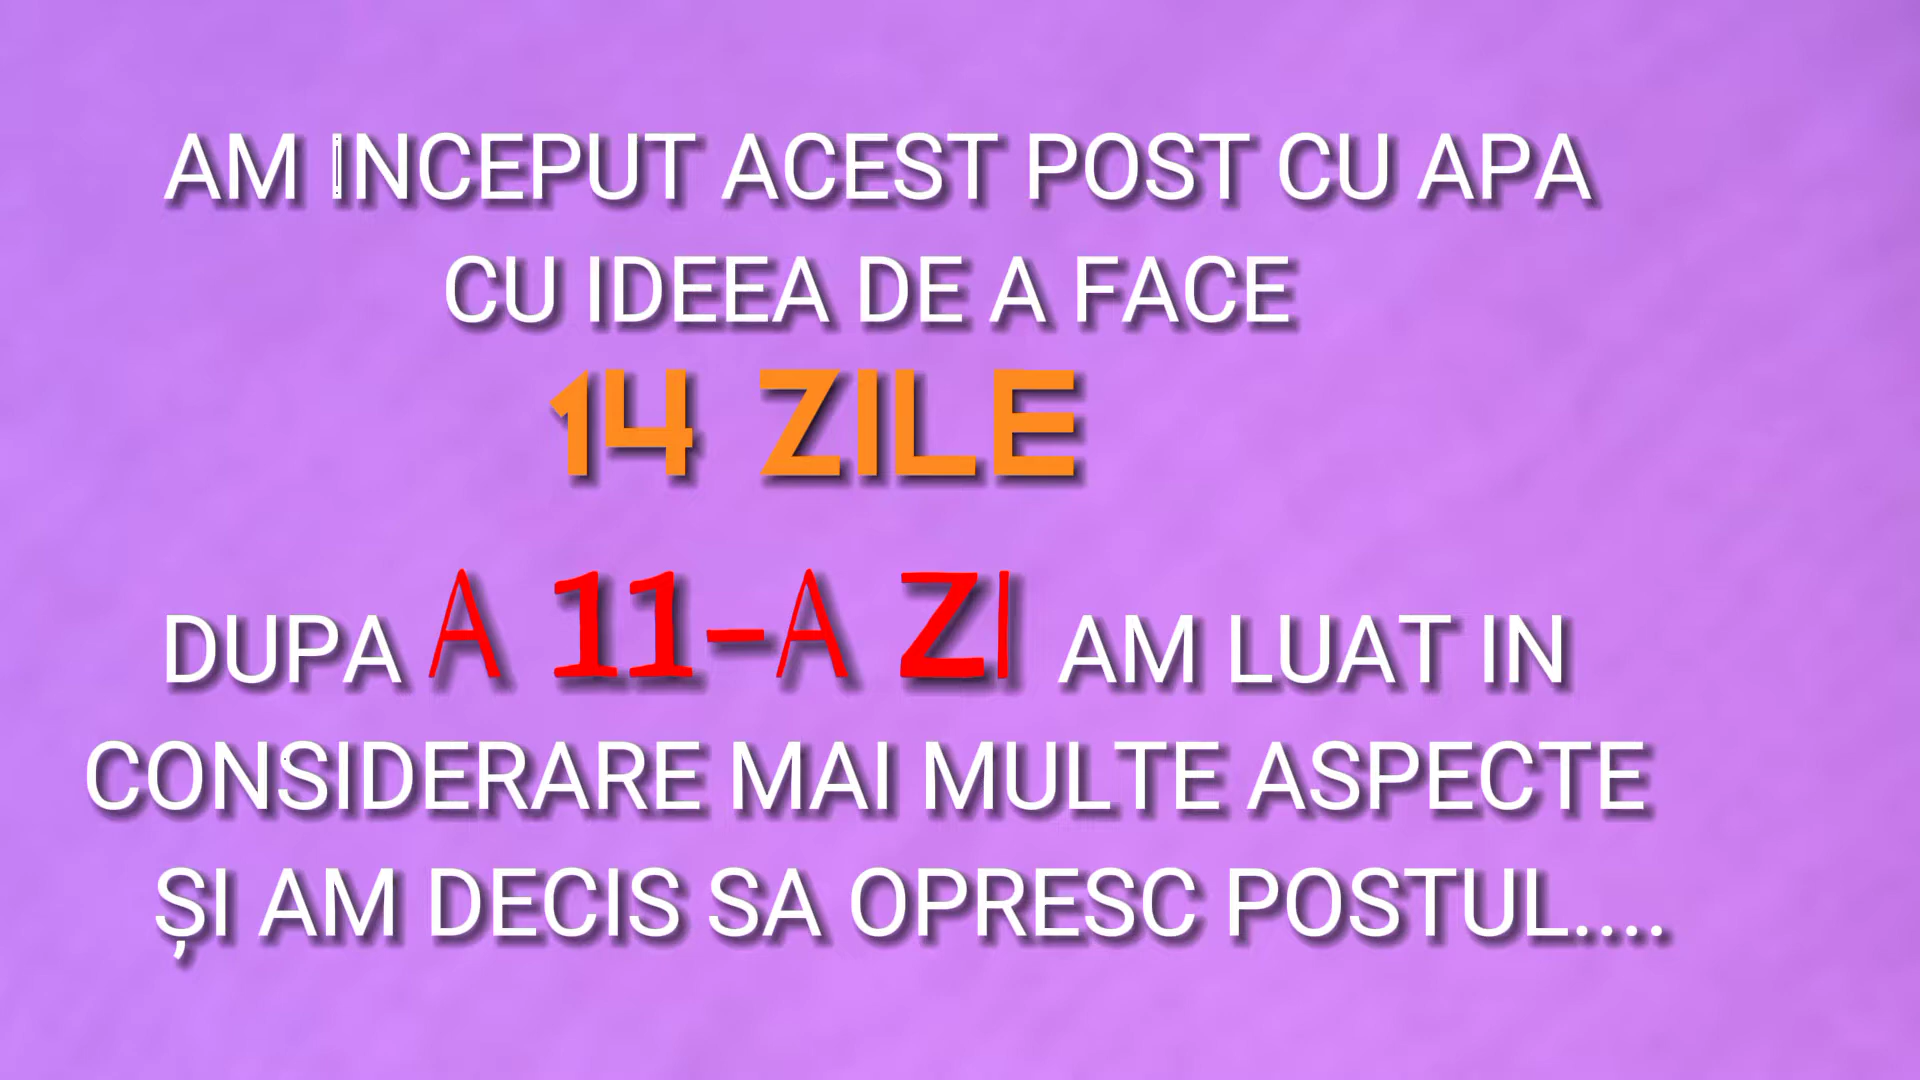 AM INCEPUT ACEST POST CU APA
CU IDEEA DE A FACE
14 ZILE
DUPA A 11-A ZI AM LUAT IN
CONSIDERARE MAI MULTE ASPECTE
ȘI AM DECIS SA OPRESC POSTUL....